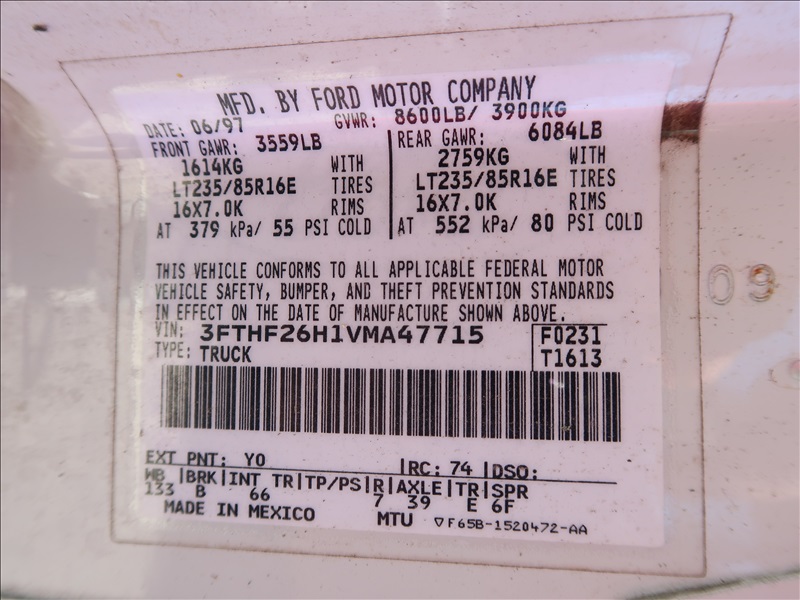 MFD. BY FORD MOTOR COMPANY
DATE: 06/97 GVWR: 8600LB/ 3900KG
FRONT GAWR: 3559LB REAR GAWR: 6084LB
1614KG WITH 2759KG WITH
LT235/85R16E TIRES LT235/85R16E TIRES
16X7.0K RIMS 16X7.0K RIMS
AT 379 kPa/ 55 PSI COLD AT 552 kPa/ 80 PSI COLD
THIS VEHICLE CONFORMS TO ALL APPLICABLE FEDERAL MOTOR
VEHICLE SAFETY, BUMPER, AND THEFT PREVENTION STANDARDS
IN EFFECT ON THE DATE OF MANUFACTURE SHOWN ABOVE.
VIN: 3FTHF26H1VMA47715 F0231
TYPE: TRUCK T1613
EXT PNT: YO RC: 74 DSO:
WB BRK INT TR TP/PS R AXLE TR SPR
133 B 66 7 39 E 6F
MADE IN MEXICO MTU ▽F65B-1520472-AA
09